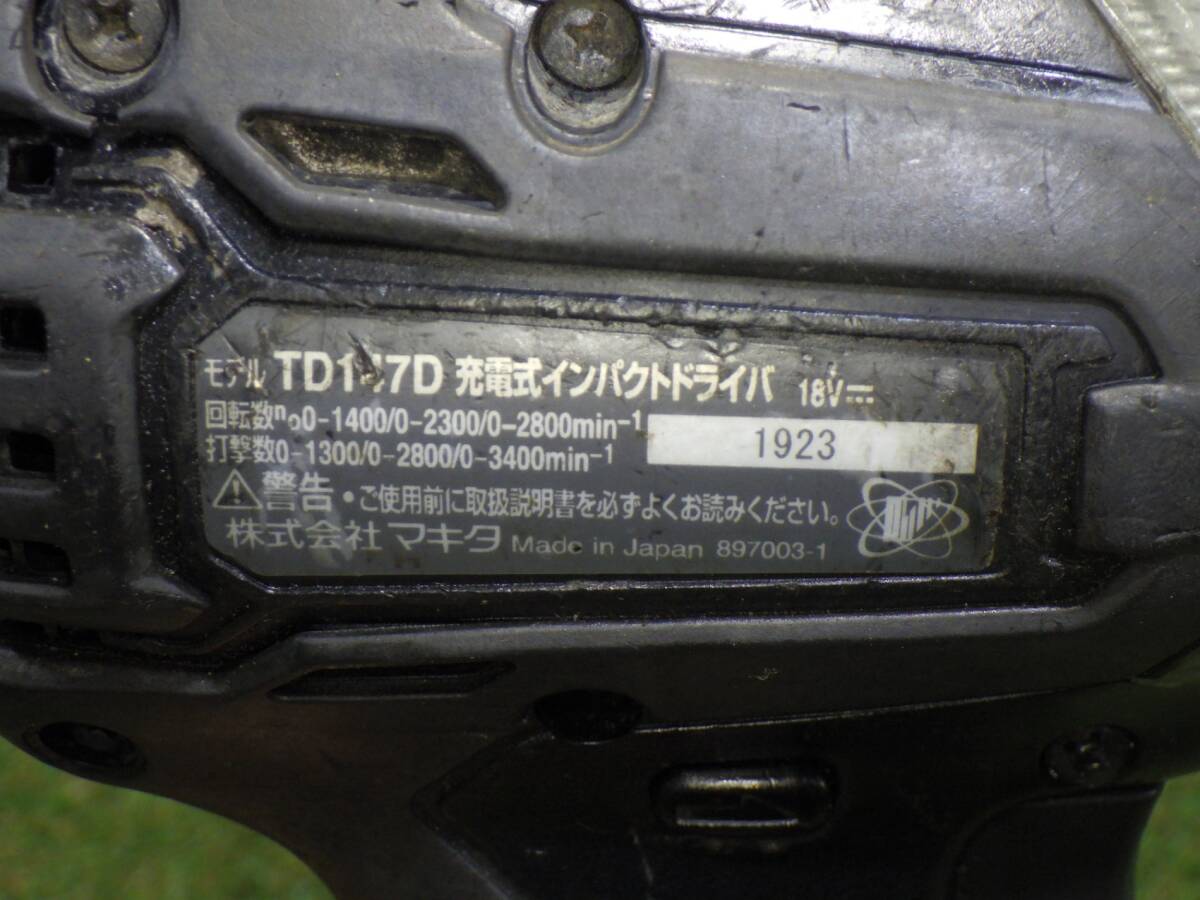 モデル TD147D 充電式インパクトドライバ 18V⎓
回転数n₀0-1400/0-2300/0-2800min⁻¹
打撃数0-1300/0-2800/0-3400min⁻¹
1923
⚠警告・ご使用前に取扱説明書を必ずよくお読みください。
株式会社 マキタ Made in Japan 897003-1